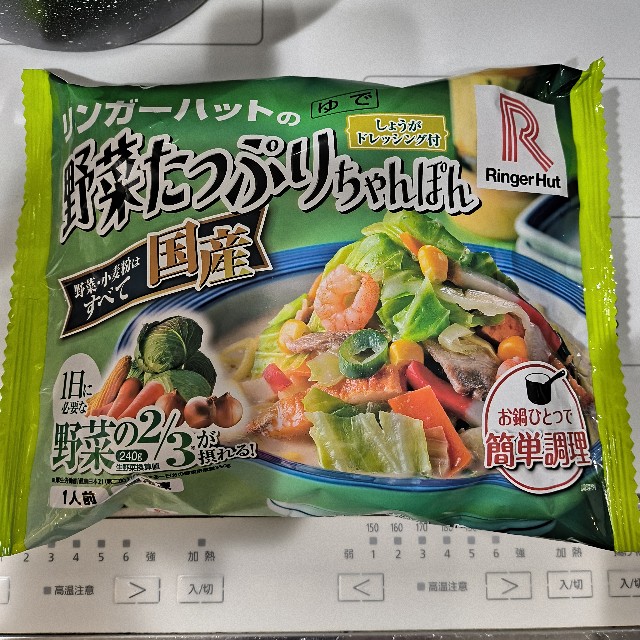 リンガーハットの
ゆで
しょうが
ドレッシング付
R
RingerHut
野菜たっぷりちゃんぽん
野菜・小麦粉は
すべて
国産
1日に
必要な
野菜の2/3が
摂れる!
240g
1人前
お鍋ひとつで
簡単調理
150 160 170 180
2 3 4 5 6 強 加熱
弱 1 2 3 4 5 6 強 加熱
高温注意
入/切
高温注意
入/切
入/切